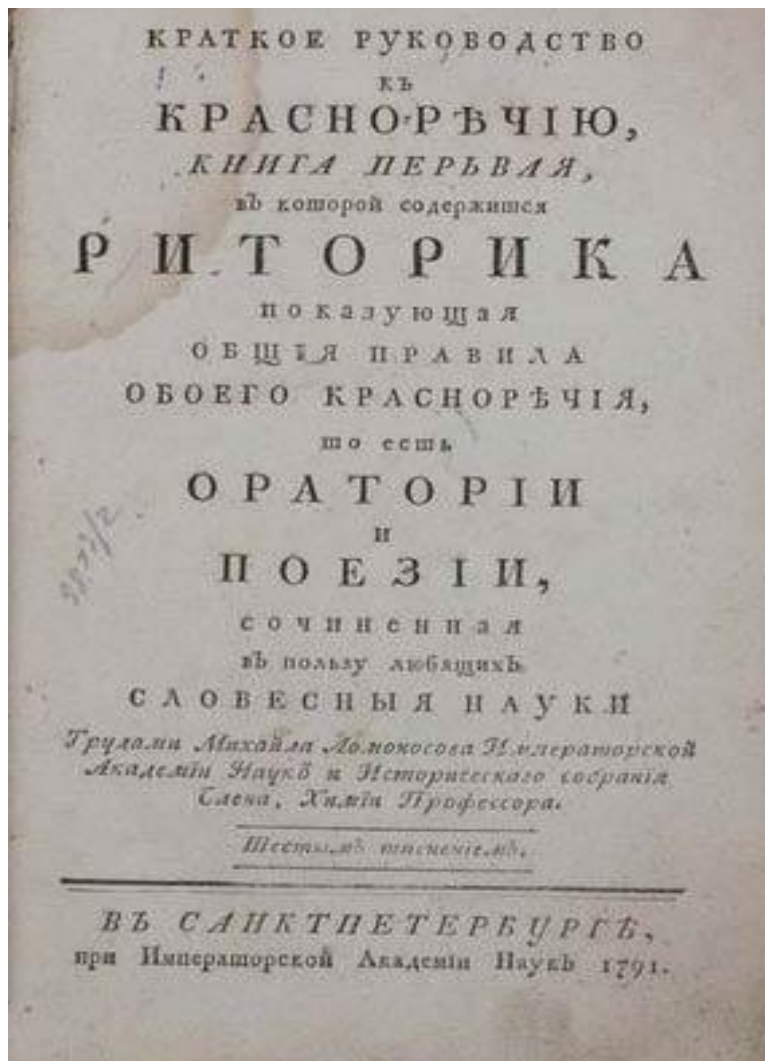 КРАТКОЕ РУКОВОДСТВО
КЪ
КРАСНОРѢЧІЮ,
КНИГА ПЕРЬВАЯ,
въ которой содержится
РИТОРИКА
показующая
ОБЩІЯ ПРАВИЛА
ОБОЕГО КРАСНОРѢЧІЯ,
то есть
ОРАТОРІИ
И
ПОЕЗІИ,
сочиненная
въ пользу любящихъ
СЛОВЕСНЫЯ НАУКИ
Трудами Михайла Ломоносова Императорской
Академіи Наукъ и Историческаго собранія
Члена, Химіи Профессора.
Шестымъ тиснениемъ.
ВЪ САНКТПЕТЕРБУРГѢ,
при Императорской Академіи Наукъ 1791.